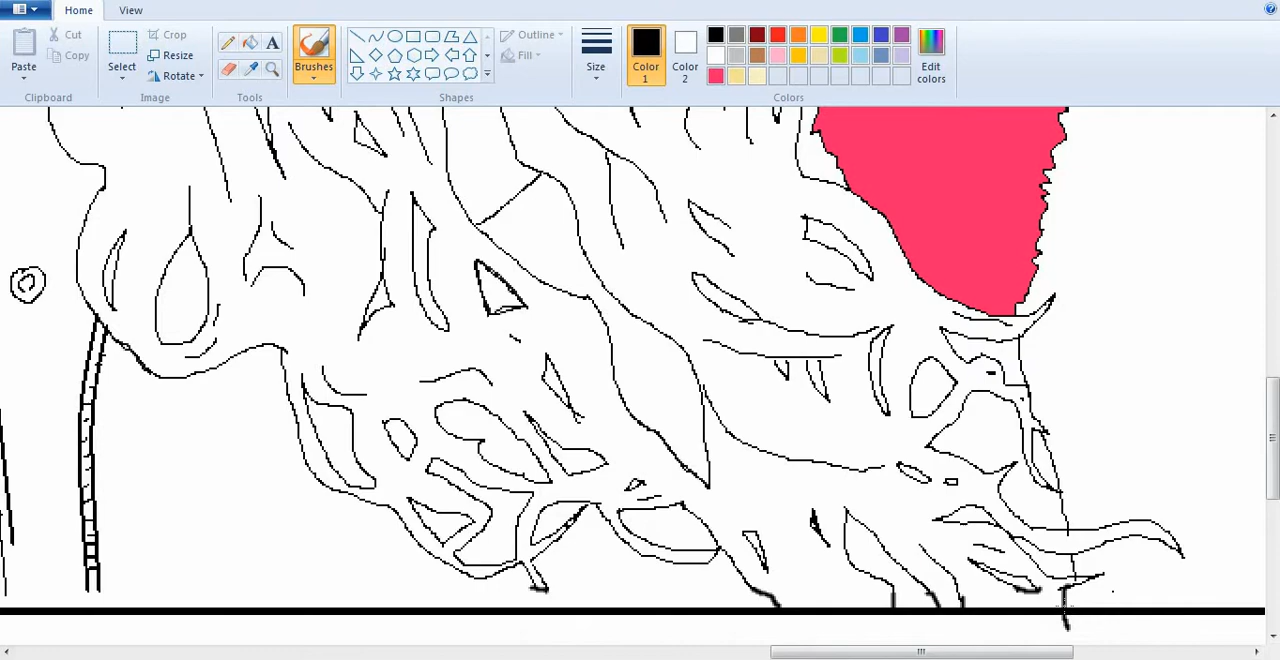 Home View
Paste
Cut
Copy
Clipboard
Select
Crop
Resize
Rotate
Image
A
Tools
Brushes
Outline
Fill
Shapes
Size
Color 1
Color 2
Edit colors
Colors